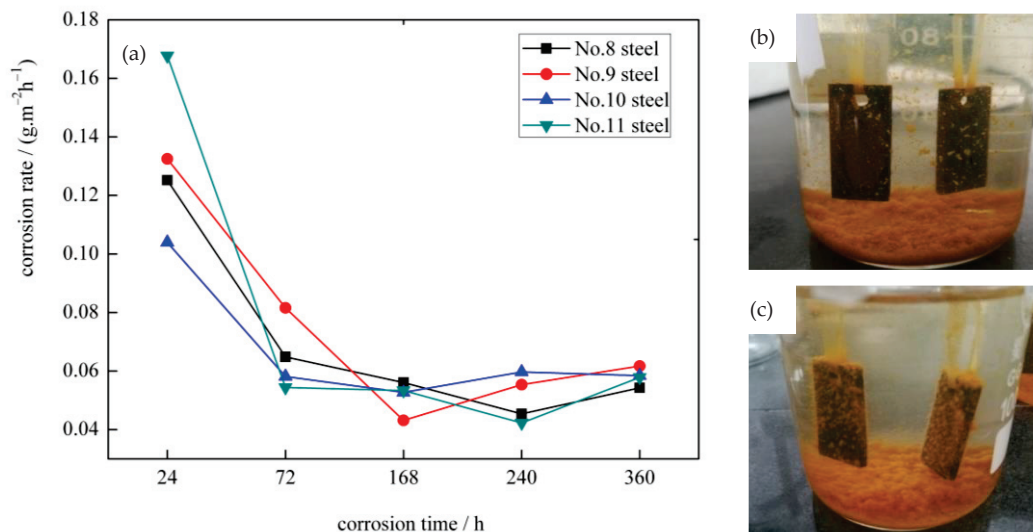 (a)
No.8 steel
No.9 steel
No.10 steel
No.11 steel
0.18
0.16
0.14
0.12
0.10
0.08
0.06
0.04
corrosion rate / (g.m⁻²h⁻¹)
24 72 168 240 360
corrosion time / h
(b)
80
(c)